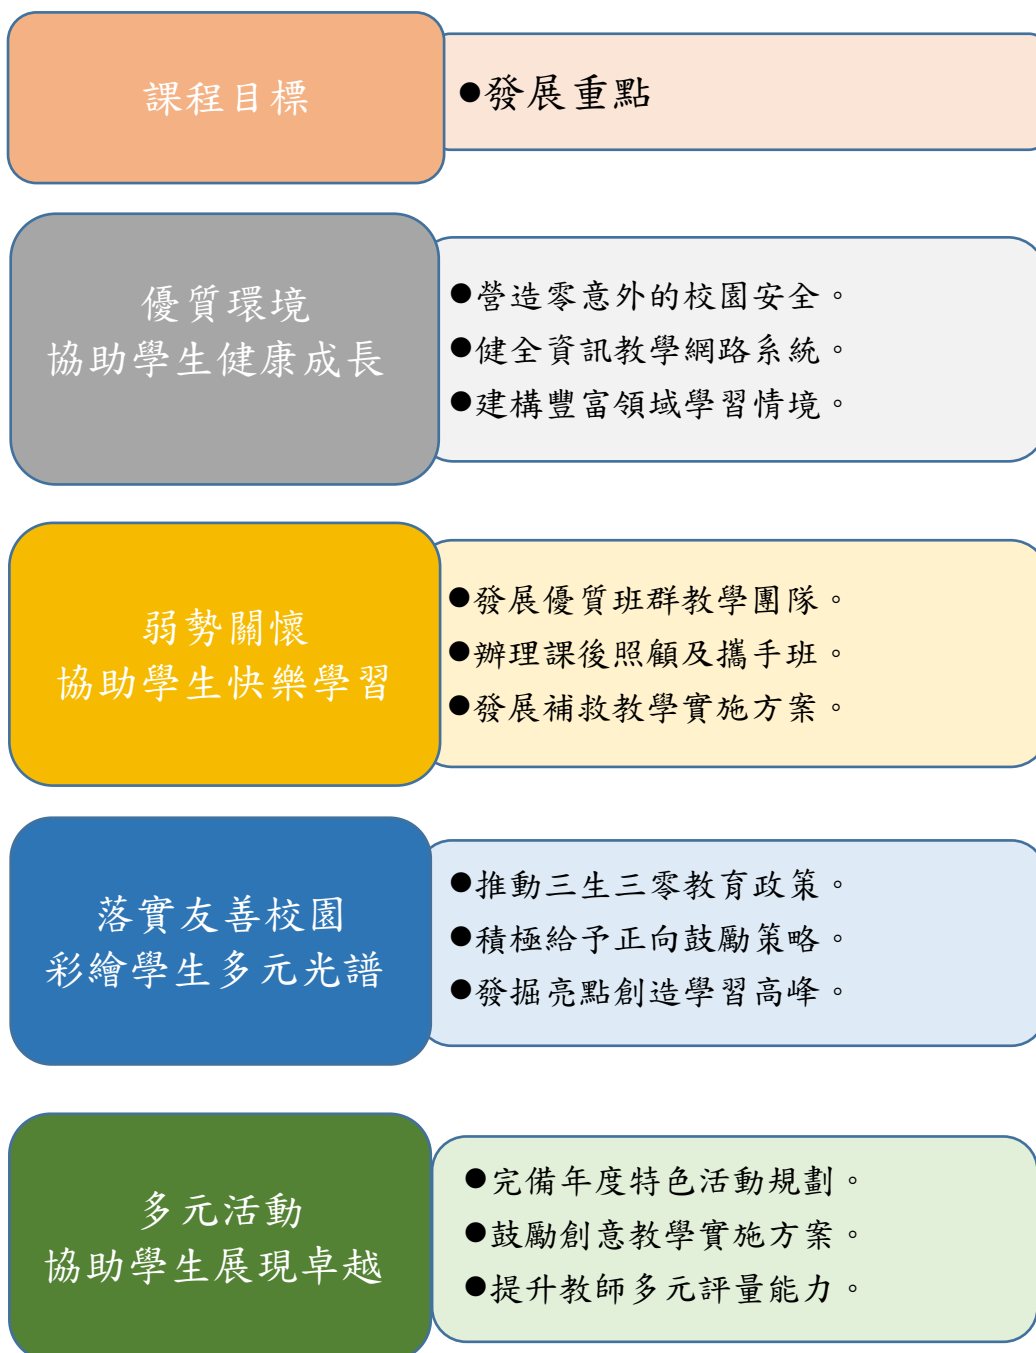 課程目標
●發展重點
優質環境
協助學生健康成長
●營造零意外的校園安全。
●健全資訊教學網路系統。
●建構豐富領域學習情境。
弱勢關懷
協助學生快樂學習
●發展優質班群教學團隊。
●辦理課後照顧及攜手班。
●發展補救教學實施方案。
落實友善校園
彩繪學生多元光譜
●推動三生三零教育政策。
●積極給予正向鼓勵策略。
●發掘亮點創造學習高峰。
多元活動
協助學生展現卓越
●完備年度特色活動規劃。
●鼓勵創意教學實施方案。
●提升教師多元評量能力。